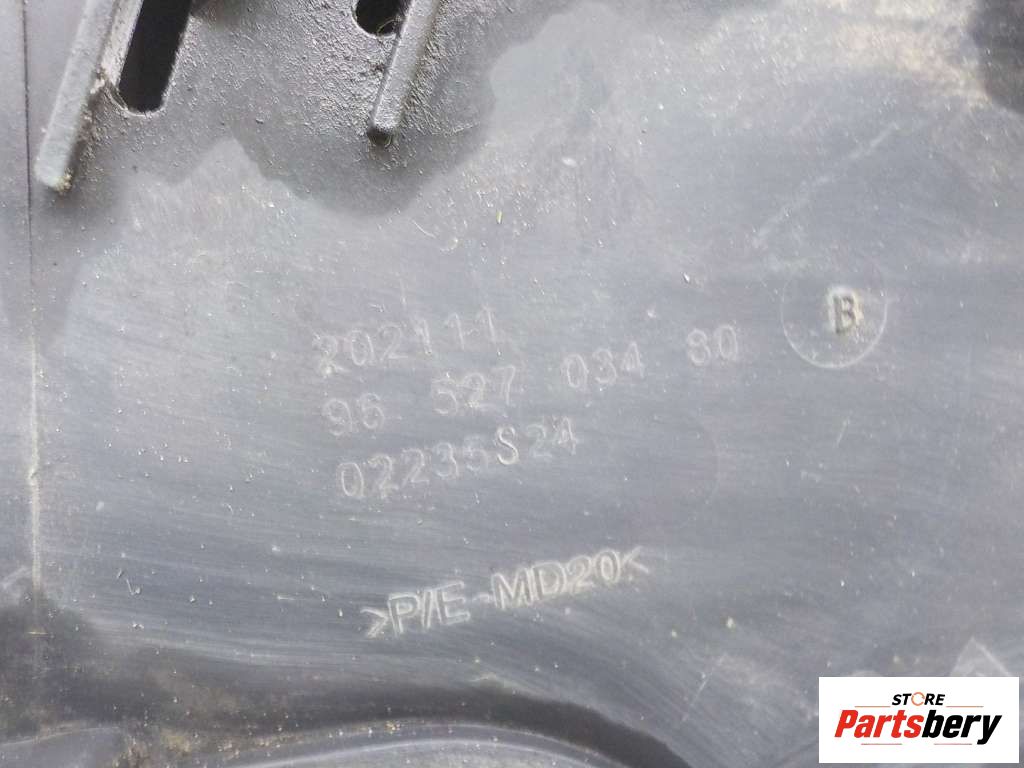 202111
96 527 034 80
02235S24
B
>P/E-MD20<
STORE
Partsbery